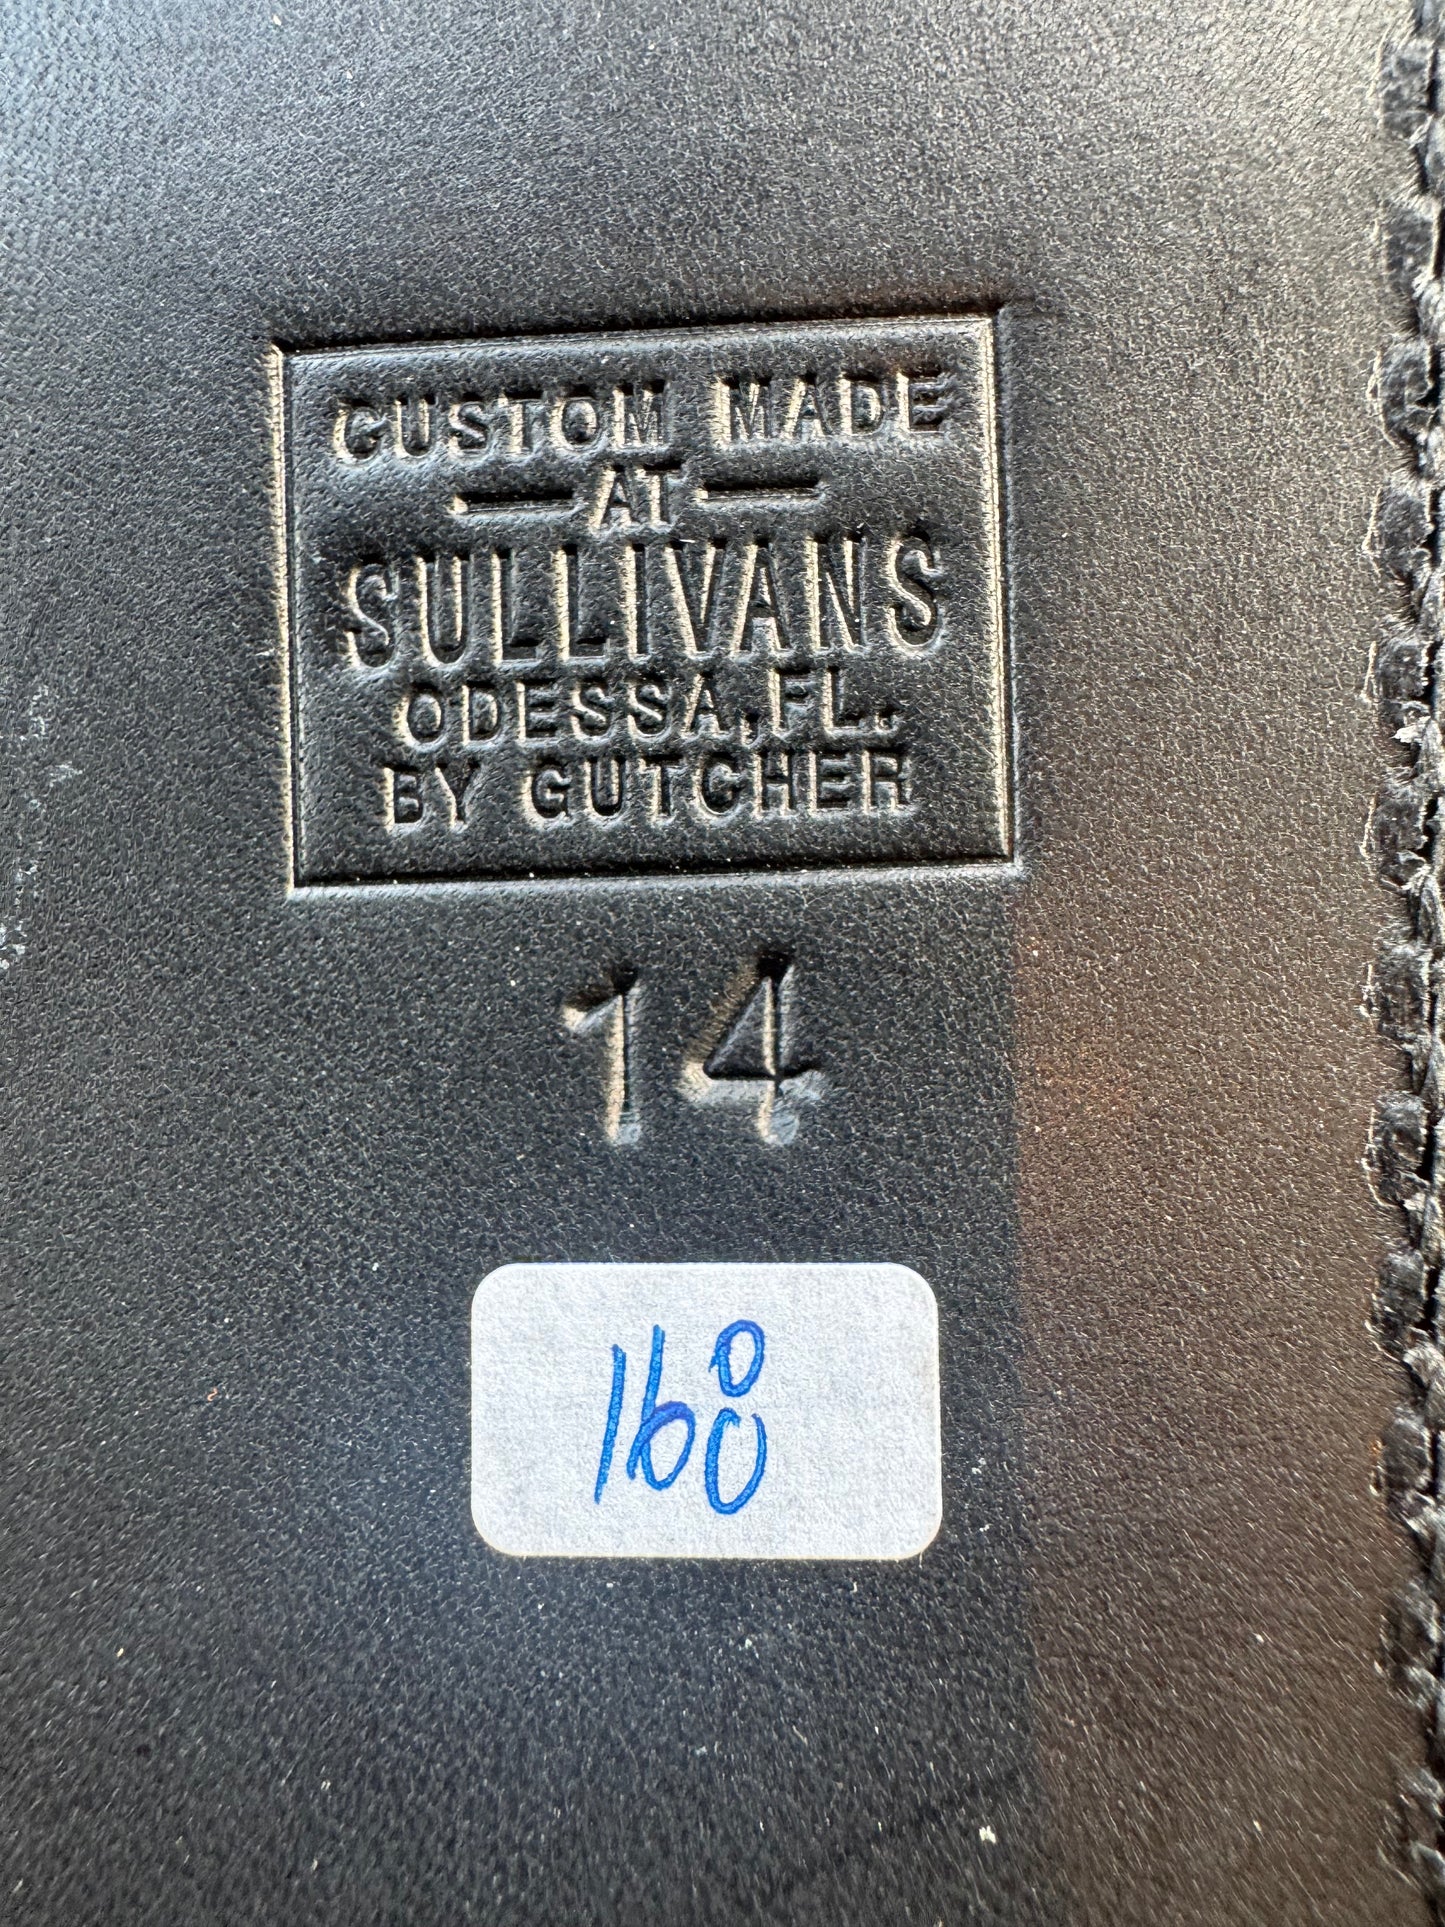 CUSTOM MADE
AT
SULLIVANS
ODESSA, FL.
BY GUTCHER
14
160